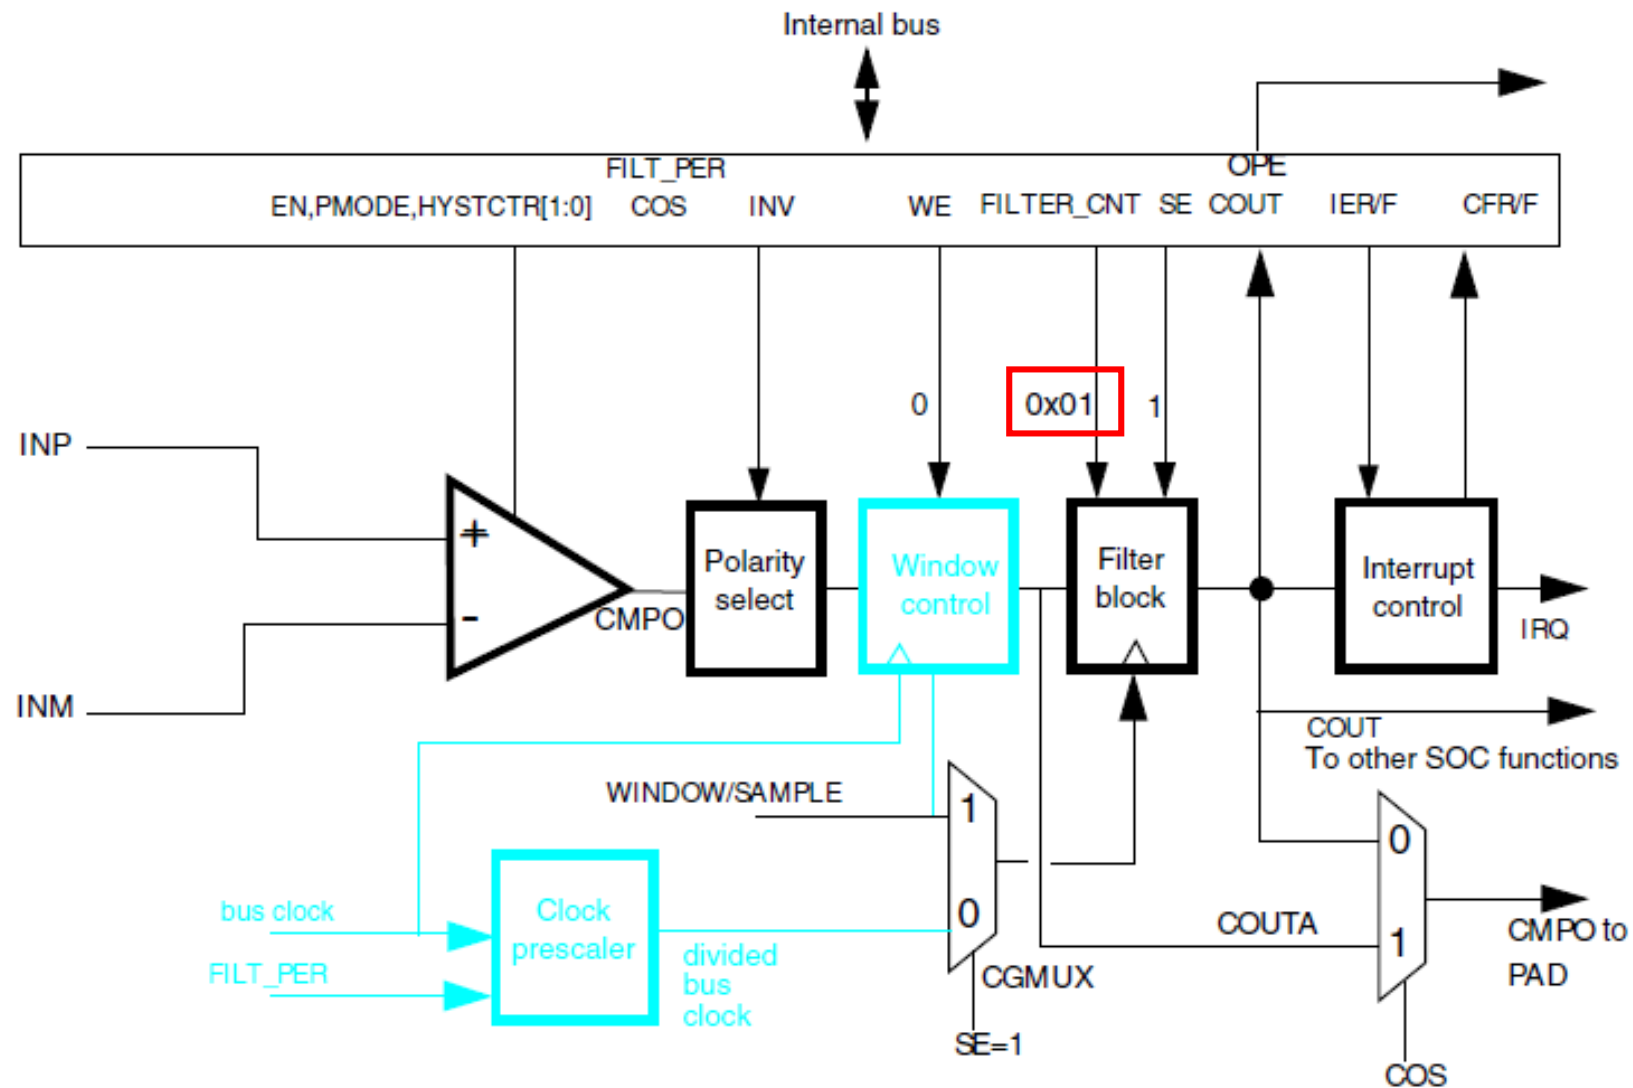 Internal bus
FILT_PER
OPE
EN,PMODE,HYSTCTR[1:0] COS INV WE FILTER_CNT SE COUT IER/F CFR/F
0 0x01 1
INP
+
-
CMPO
Polarity
select
Window
control
Filter
block
Interrupt
control
IRQ
INM
COUT
To other SOC functions
WINDOW/SAMPLE
1
0
bus clock
FILT_PER
Clock
prescaler
divided
bus
clock
CGMUX
SE=1
COUTA
0
1
CMPO to
PAD
COS